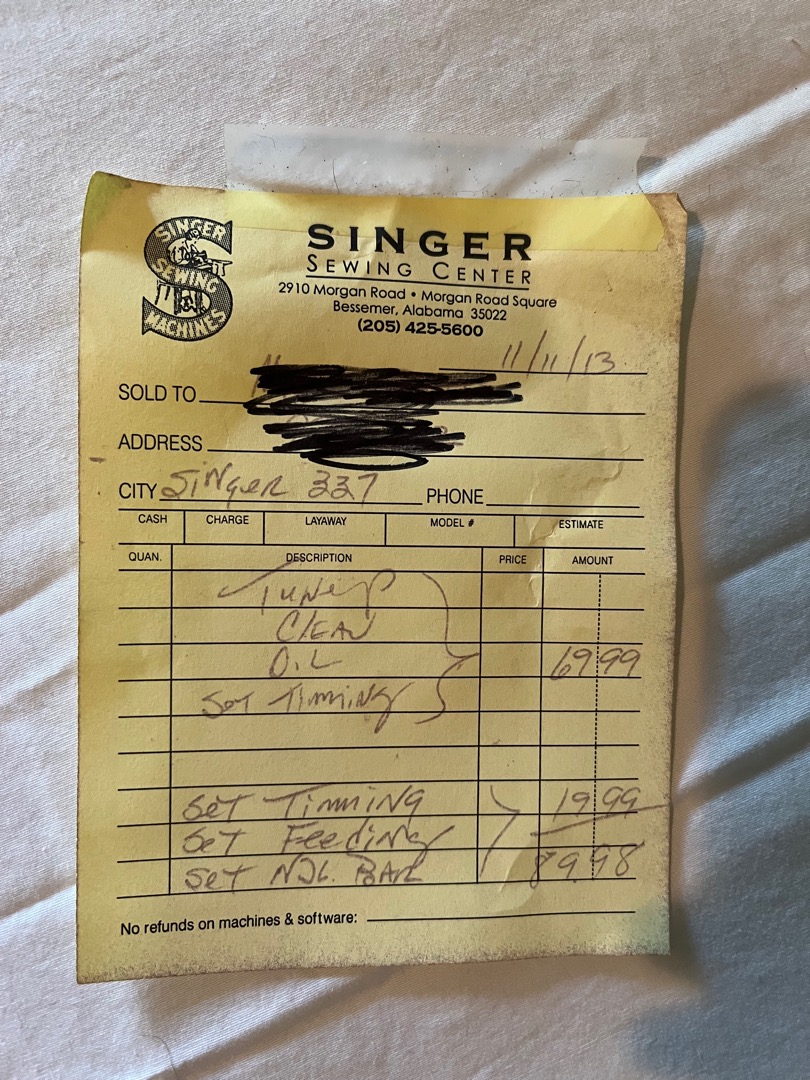 SINGER
SEWING
MACHINES
SINGER
SEWING CENTER
2910 Morgan Road • Morgan Road Square
Bessemer, Alabama 35022
(205) 425-5600
11/11/13
SOLD TO
ADDRESS
CITY Singer 337 PHONE
CASH CHARGE LAYAWAY MODEL # ESTIMATE
QUAN. DESCRIPTION PRICE AMOUNT
Tuneup
Clean
Oil 69 99
Set Timming
Set Timming 19 99
Set Feeding
Set NDL. BAR 89.98
No refunds on machines & software: